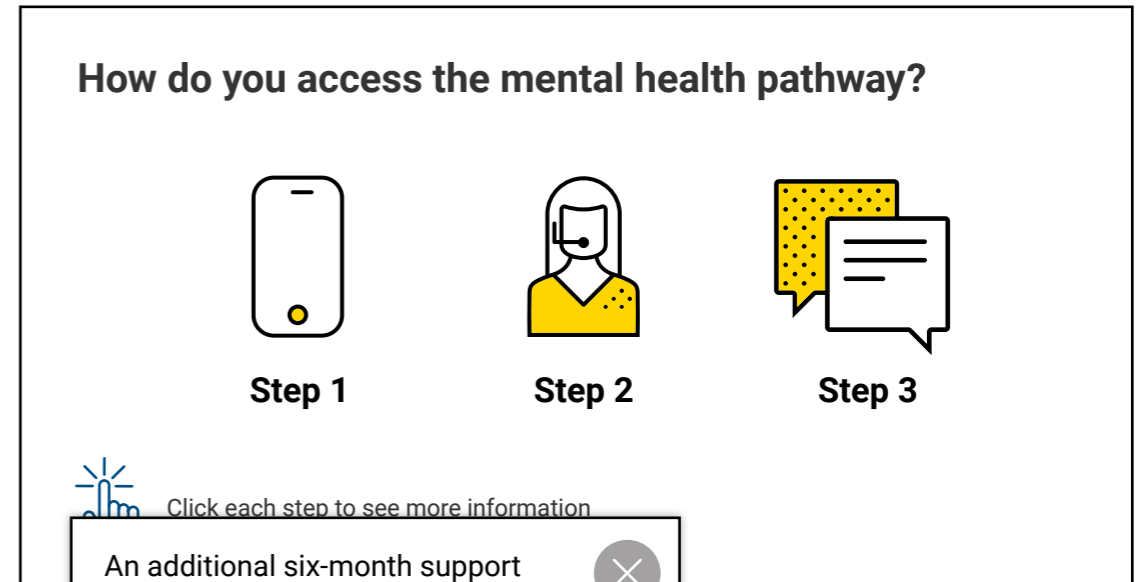 How do you access the mental health pathway?
Step 1 Step 2 Step 3
Click each step to see more information
An additional six-month support